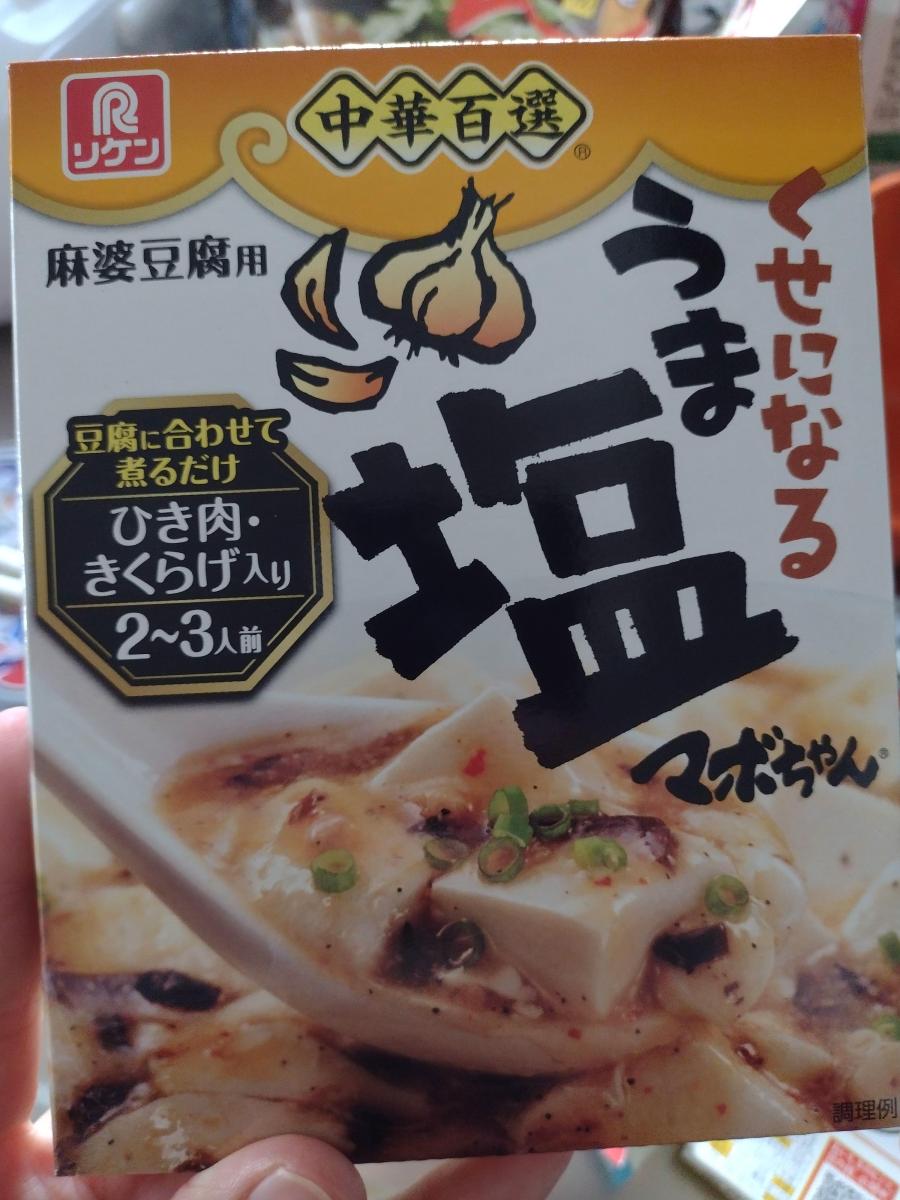 R
リケン
中華百選®
麻婆豆腐用
くせになる
うま
塩
マボちゃん®
豆腐に合わせて
煮るだけ
ひき肉・
きくらげ入り
2~3人前
調理例